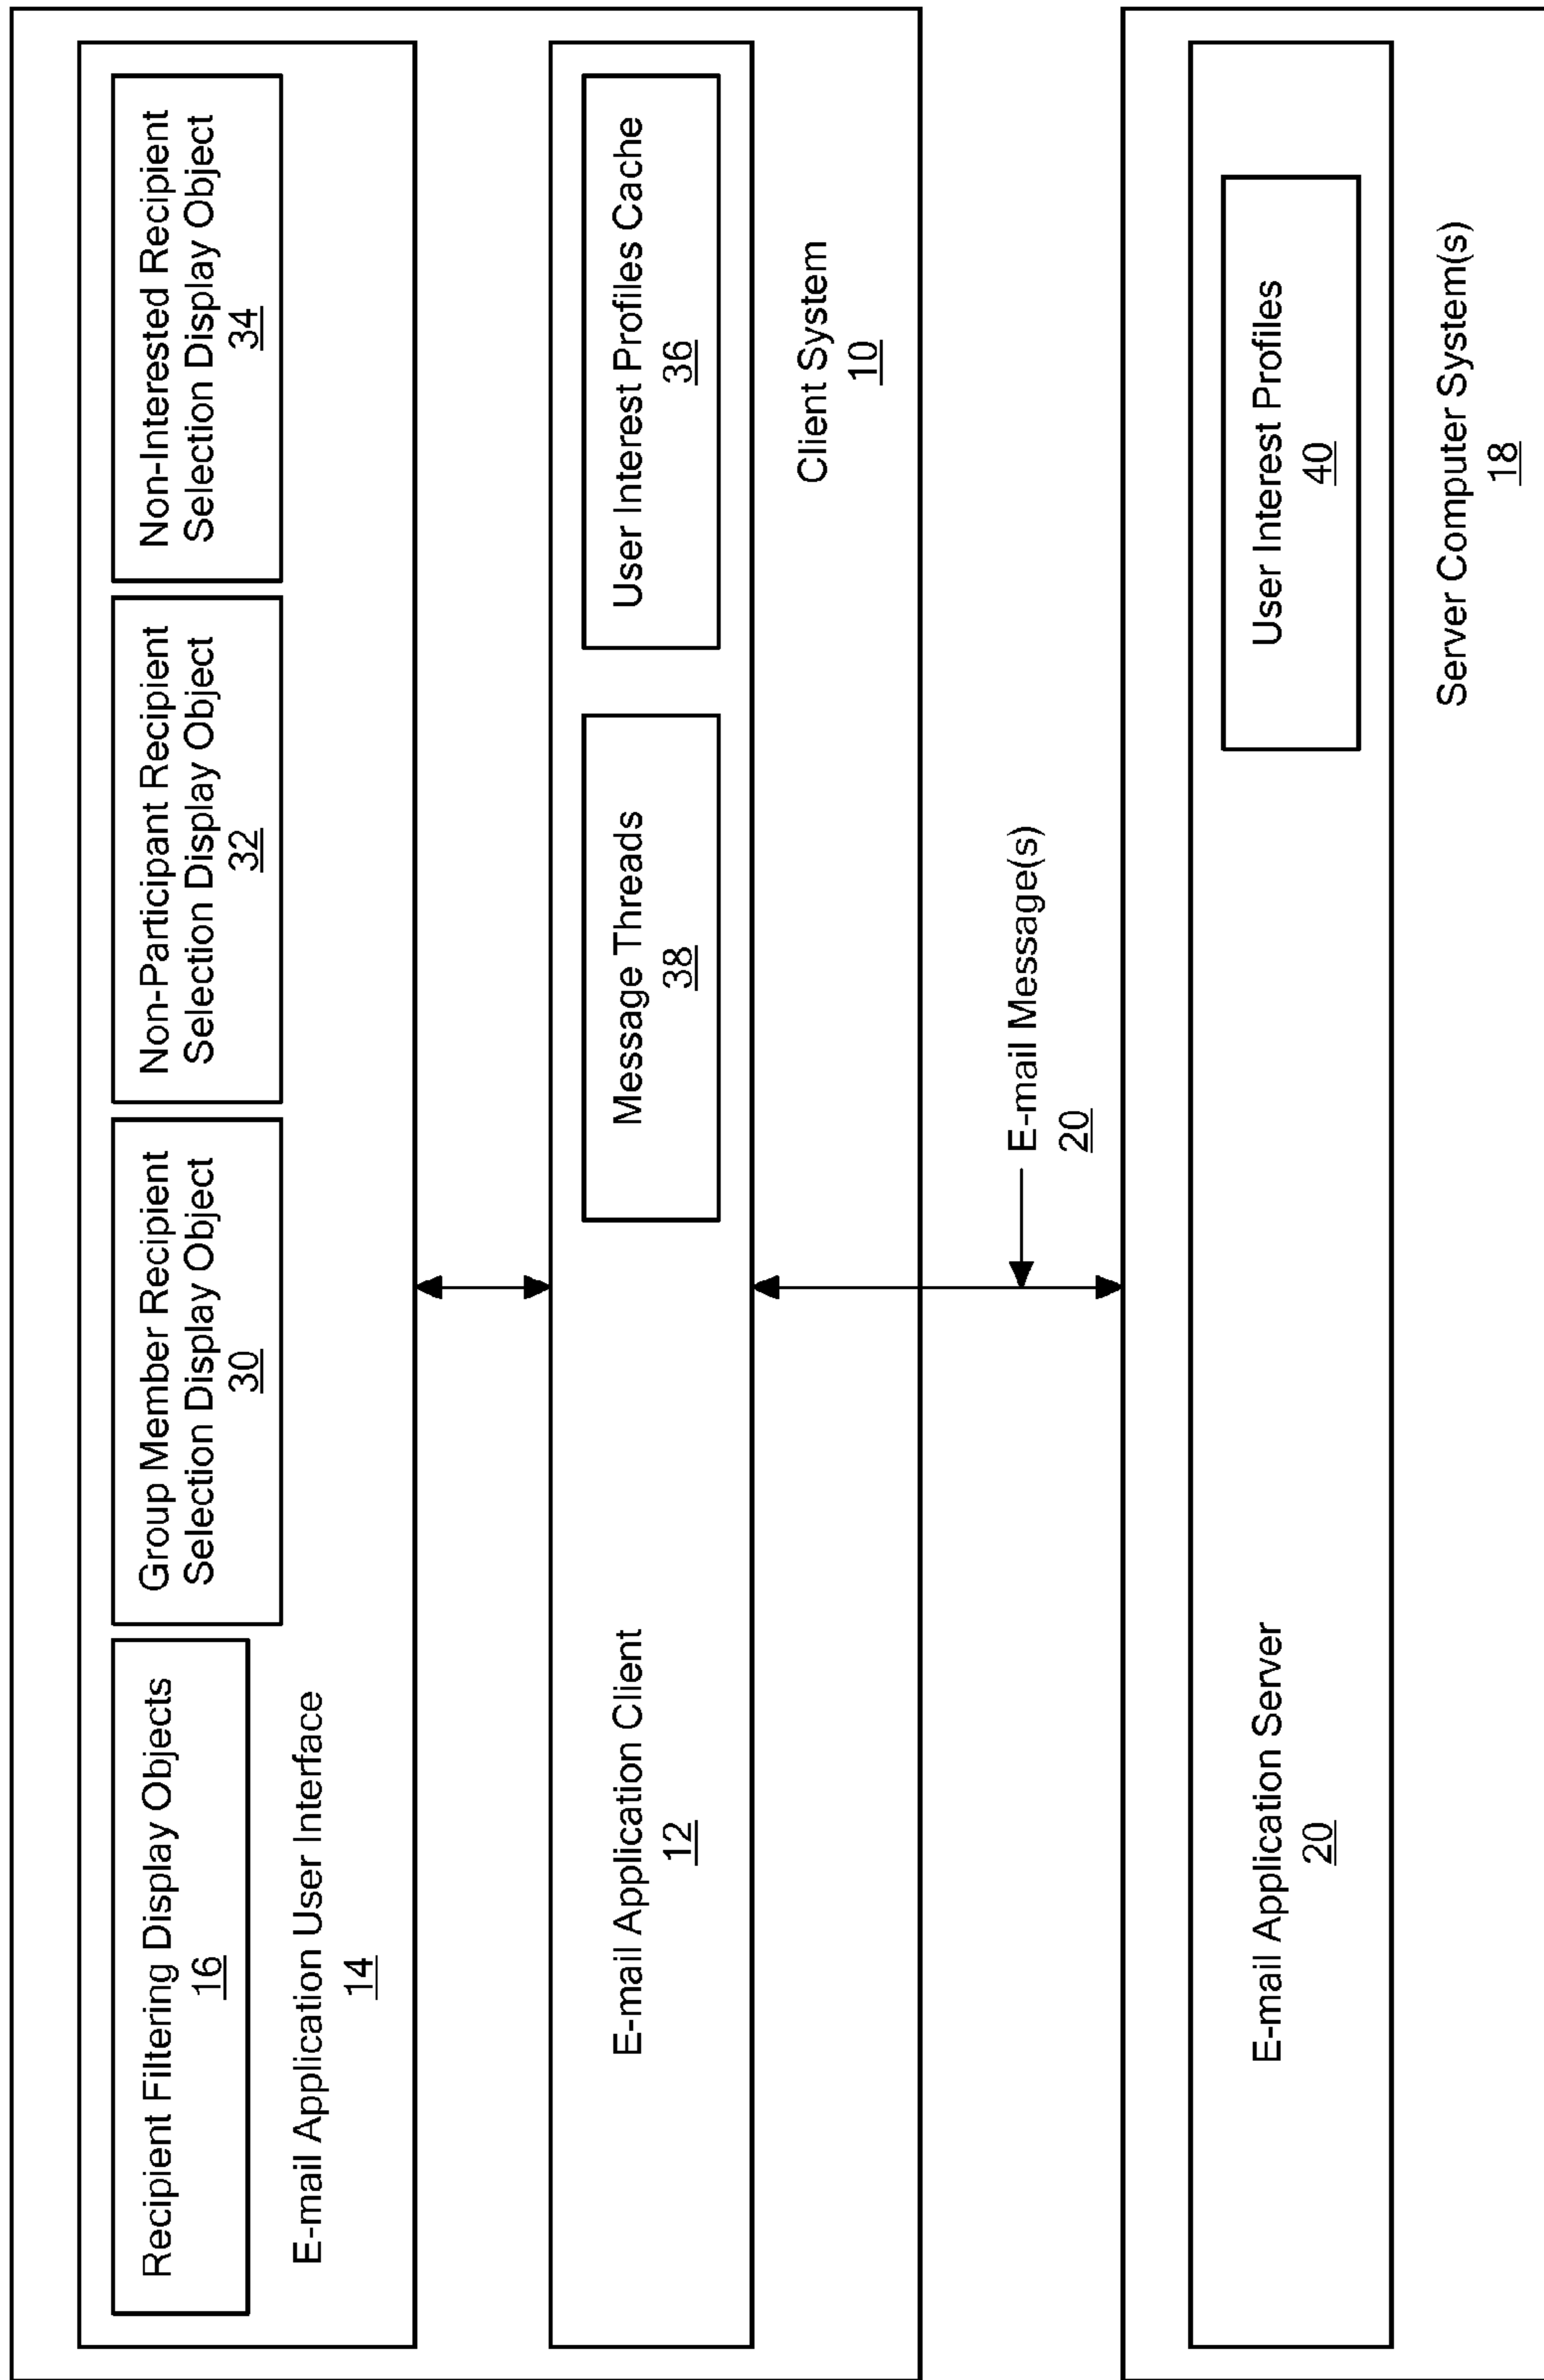 Recipient Filtering Display Objects
16
Group Member Recipient
Selection Display Object
30
Non-Participant Recipient
Selection Display Object
32
Non-Interested Recipient
Selection Display Object
34
E-mail Application User Interface
14
E-mail Application Client
12
Message Threads
38
User Interest Profiles Cache
36
Client System
10
E-mail Message(s)
20
E-mail Application Server
20
User Interest Profiles
40
Server Computer System(s)
18